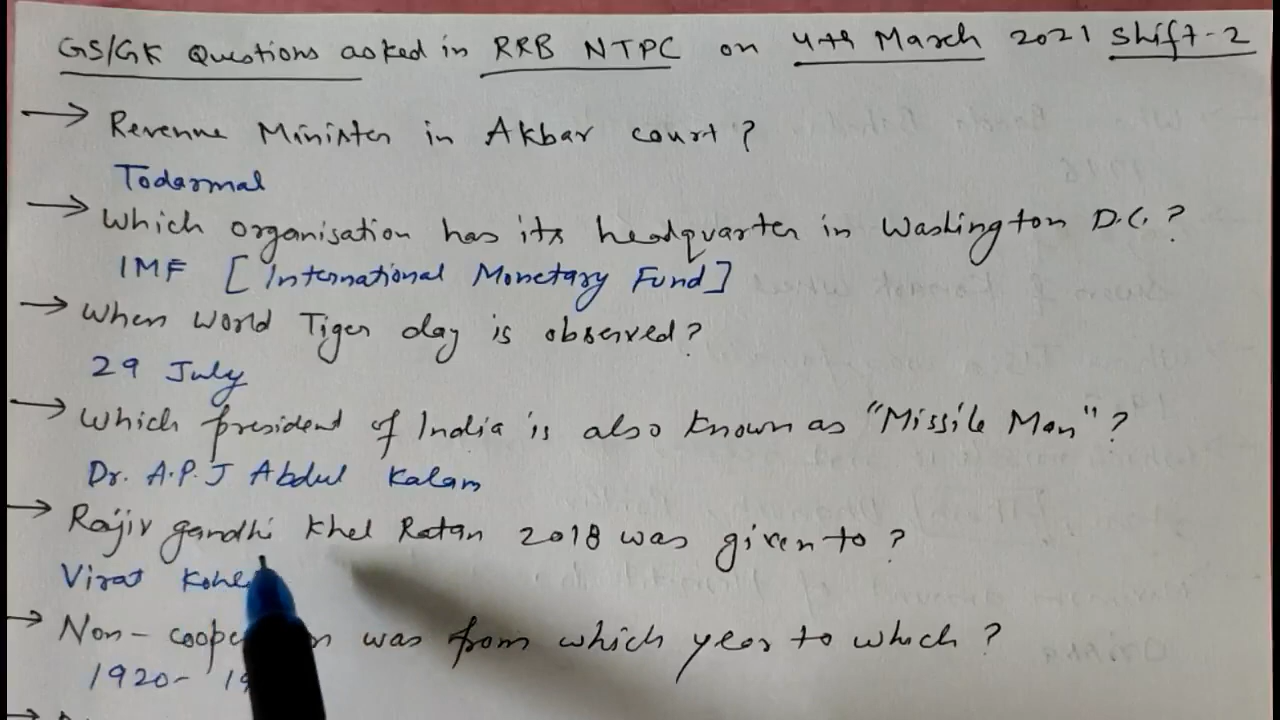 GS/GK Questions asked in RRB NTPC on 4th March 2021 Shift-2
→ Revenue Minister in Akbar court?
Todarmal
→ Which organisation has its headquarter in Washington D.C.?
IMF [International Monetary Fund]
→ When World Tiger day is observed?
29 July
→ Which president of India is also known as "Missile Man"?
Dr. A.P.J Abdul Kalam
→ Rajiv gandhi Khel Ratan 2018 was given to?
Virat
→ Non- was from which year to which?
1920-